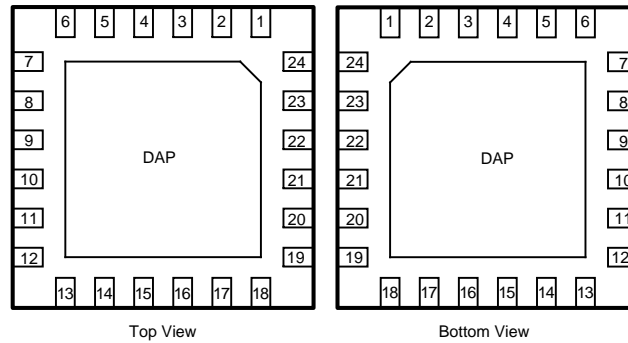 6 5 4 3 2 1
7 24
8 23
9 22
DAP
10 21
11 20
12 19
13 14 15 16 17 18
Top View
1 2 3 4 5 6
24 7
23 8
22 9
DAP
21 10
20 11
19 12
18 17 16 15 14 13
Bottom View